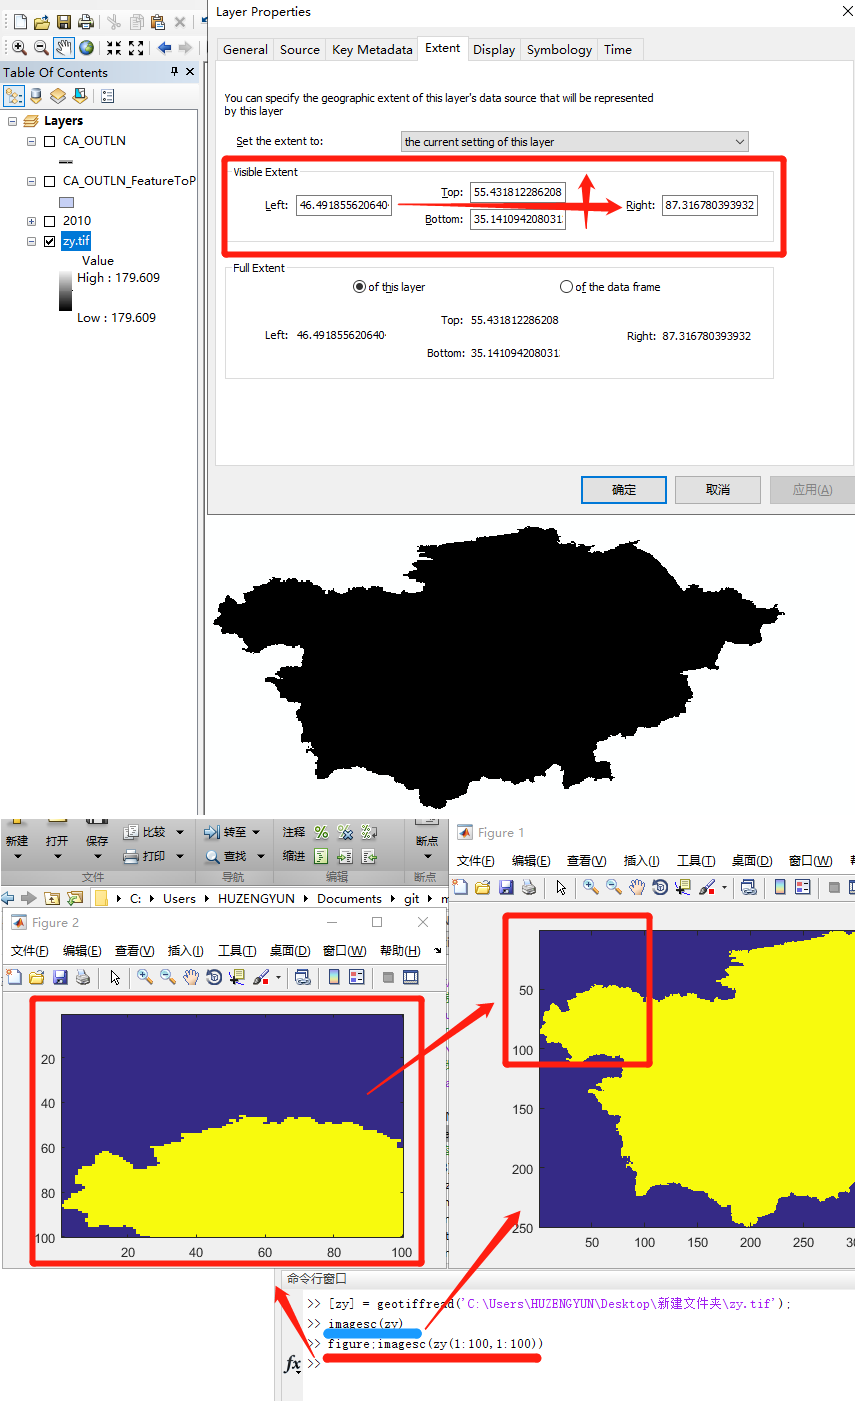 Layer Properties
Table Of Contents
Layers
CA_OUTLN
CA_OUTLN_FeatureToP
2010
zy.tif
Value
High : 179.609
Low : 179.609
General Source Key Metadata Extent Display Symbology Time
You can specify the geographic extent of this layer's data source that will be represented
by this layer
Set the extent to: the current setting of this layer
Visible Extent
Top: 55.431812286208
Left: 46.491855620640 Right: 87.316780393932
Bottom: 35.141094208031
Full Extent
of this layer of the data frame
Top: 55.431812286208
Left: 46.491855620640 Right: 87.316780393932
Bottom: 35.141094208031
确定 取消 应用(A)
新建 打开 保存 比较 打印 转至 查找 注释 缩进 断点
文件 导航 编辑 断点
C: Users HUZENGYUN Documents git
Figure 2
文件(F) 编辑(E) 查看(V) 插入(I) 工具(T) 桌面(D) 窗口(W) 帮助(H)
20
40
60
80
100
20 40 60 80 100
Figure 1
文件(F) 编辑(E) 查看(V) 插入(I) 工具(T) 桌面(D) 窗口(W)
50
100
150
200
250
50 100 150 200 250
命令行窗口
>> [zy] = geotiffread('C:\Users\HUZENGYUN\Desktop\新建文件夹\zy.tif');
>> imagesc(zy)
>> figure;imagesc(zy(1:100,1:100))
fx >>